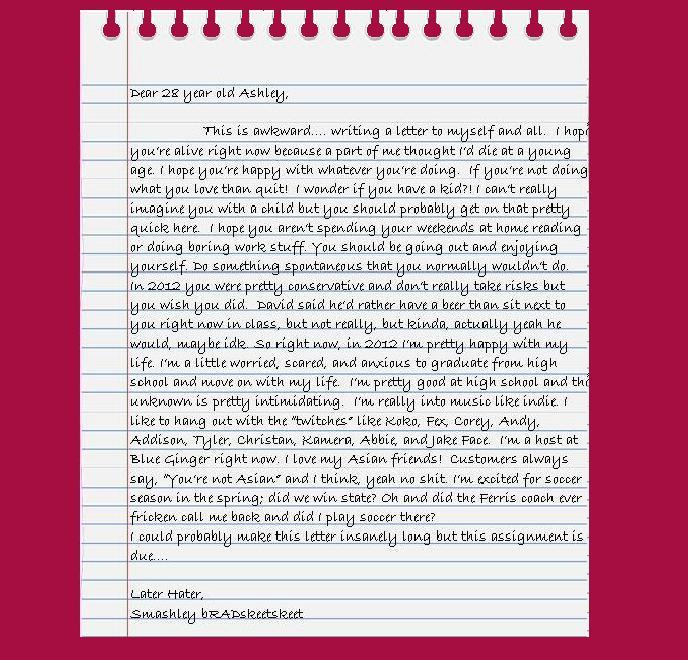 Dear 28 year old Ashley,
This is awkward.... writing a letter to myself and all. I hope
you're alive right now because a part of me thought I'd die at a young
age. I hope you're happy with whatever you're doing. If you're not doing
what you love than quit! I wonder if you have a kid?! I can't really
imagine you with a child but you should probably get on that pretty
quick here. I hope you aren't spending your weekends at home reading
or doing boring work stuff. You should be going out and enjoying
yourself. Do something spontaneous that you normally wouldn't do.
In 2012 you were pretty conservative and don't really take risks but
you wish you did. David said he'd rather have a beer than sit next to
you right now in class, but not really, but kinda, actually yeah he
would, maybe idk. So right now, in 2012 I'm pretty happy with my
life. I'm a little worried, scared, and anxious to graduate from high
school and move on with my life. I'm pretty good at high school and the
unknown is pretty intimidating. I'm really into music like indie. I
like to hang out with the "twitches" like Koko, Fex, Corey, Andy,
Addison, Tyler, Christan, Kamera, Abbie, and Jake Face. I'm a host at
Blue Ginger right now. I love my Asian friends! Customers always
say, "You're not Asian" and I think, yeah no shit. I'm excited for soccer
season in the spring; did we win state? Oh and did the Ferris coach ever
fricken call me back and did I play soccer there?
I could probably make this letter insanely long but this assignment is
due....
Later Hater,
Smashley bRADskeetskeet